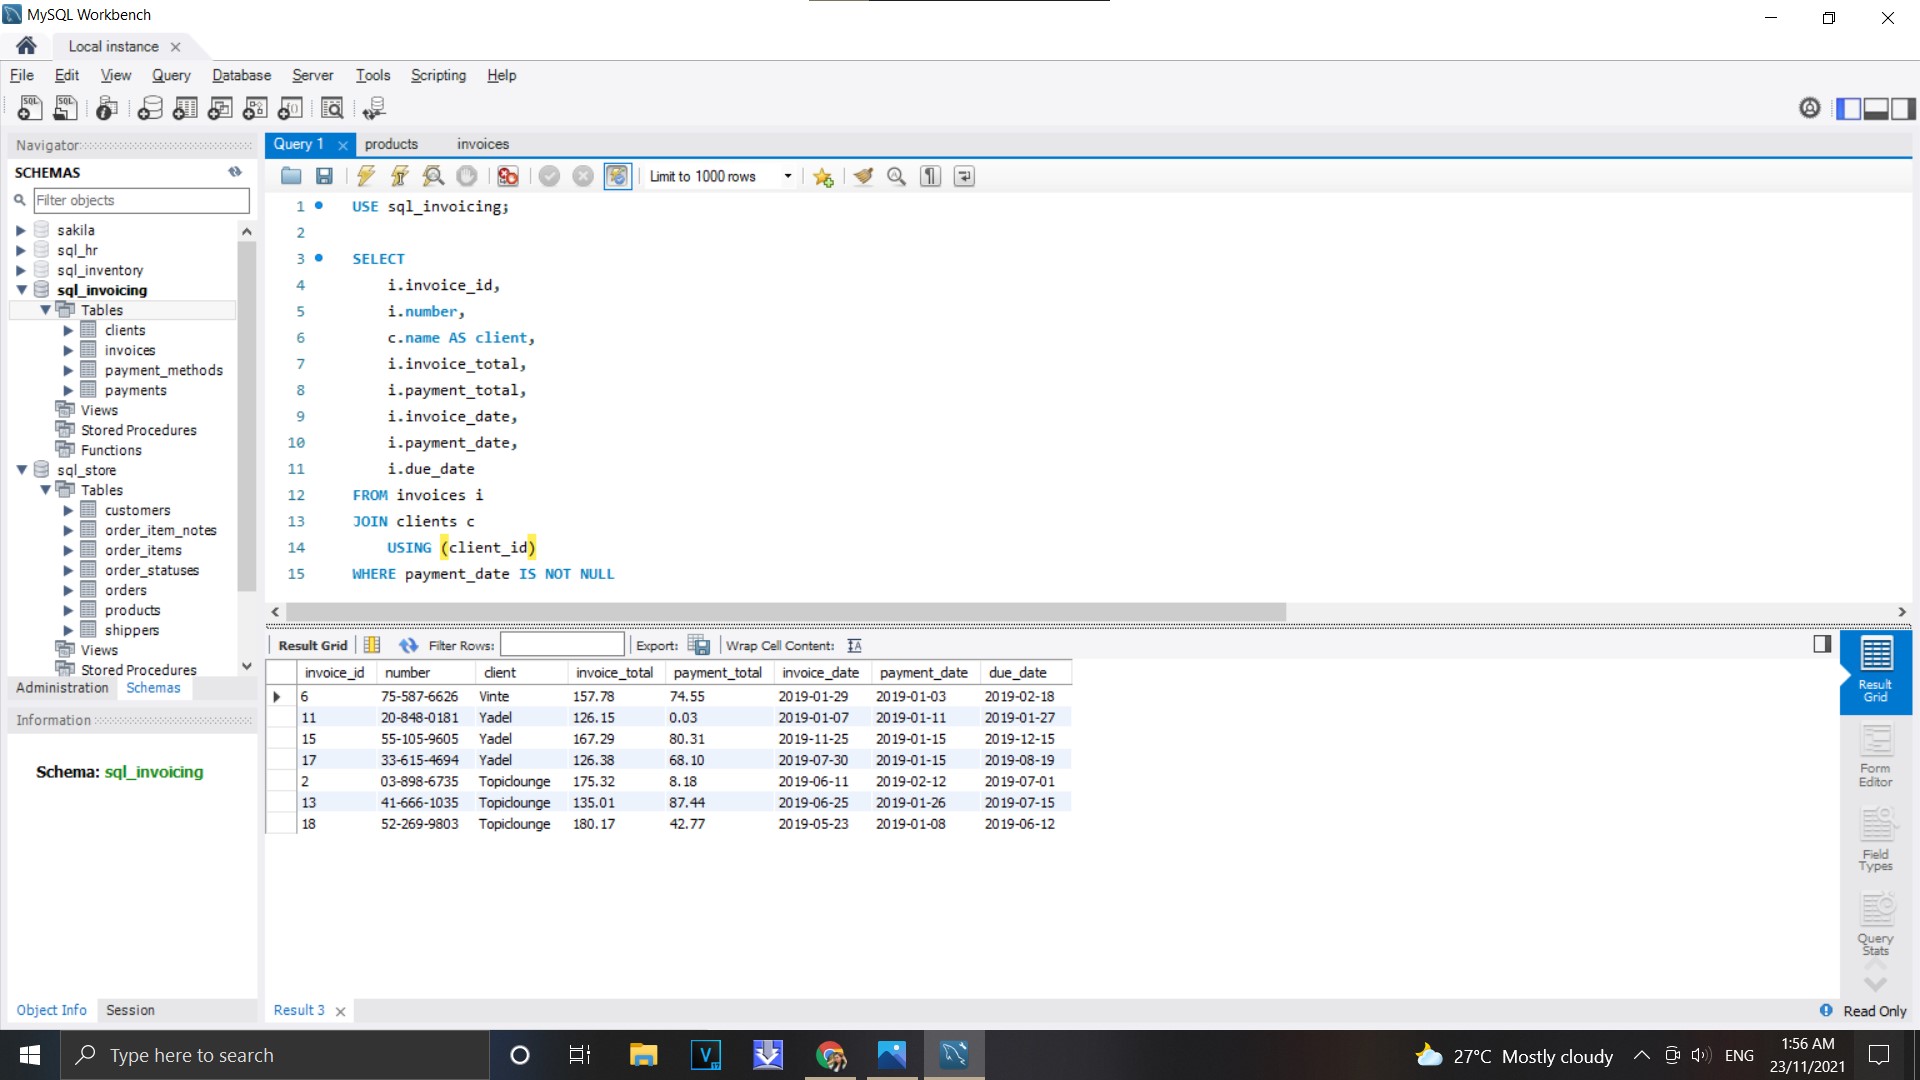 MySQL Workbench
Local instance
File Edit View Query Database Server Tools Scripting Help
Navigator
SCHEMAS
Filter objects
sakila
sql_hr
sql_inventory
sql_invoicing
Tables
clients
invoices
payment_methods
payments
Views
Stored Procedures
Functions
sql_store
Tables
customers
order_item_notes
order_items
order_statuses
orders
products
shippers
Views
Stored Procedures
Administration Schemas
Information
Schema: sql_invoicing
Object Info Session
Query 1 products invoices
Limit to 1000 rows
1 USE sql_invoicing;
2
3 SELECT
4 i.invoice_id,
5 i.number,
6 c.name AS client,
7 i.invoice_total,
8 i.payment_total,
9 i.invoice_date,
10 i.payment_date,
11 i.due_date
12 FROM invoices i
13 JOIN clients c
14 USING (client_id)
15 WHERE payment_date IS NOT NULL
Result Grid Filter Rows: Export: Wrap Cell Content:
invoice_id number client invoice_total payment_total invoice_date payment_date due_date
6 75-587-6626 Vinte 157.78 74.55 2019-01-29 2019-01-03 2019-02-18
11 20-848-0181 Yadel 126.15 0.03 2019-01-07 2019-01-11 2019-01-27
15 55-105-9605 Yadel 167.29 80.31 2019-11-25 2019-01-15 2019-12-15
17 33-615-4694 Yadel 126.38 68.10 2019-07-30 2019-01-15 2019-08-19
2 03-898-6735 Topiclounge 175.32 8.18 2019-06-11 2019-02-12 2019-07-01
13 41-666-1035 Topiclounge 135.01 87.44 2019-06-25 2019-01-26 2019-07-15
18 52-269-9803 Topiclounge 180.17 42.77 2019-05-23 2019-01-08 2019-06-12
Result
Grid
Form
Editor
Field
Types
Query
Stats
Result 3
Read Only
Type here to search
27°C Mostly cloudy
ENG
1:56 AM
23/11/2021